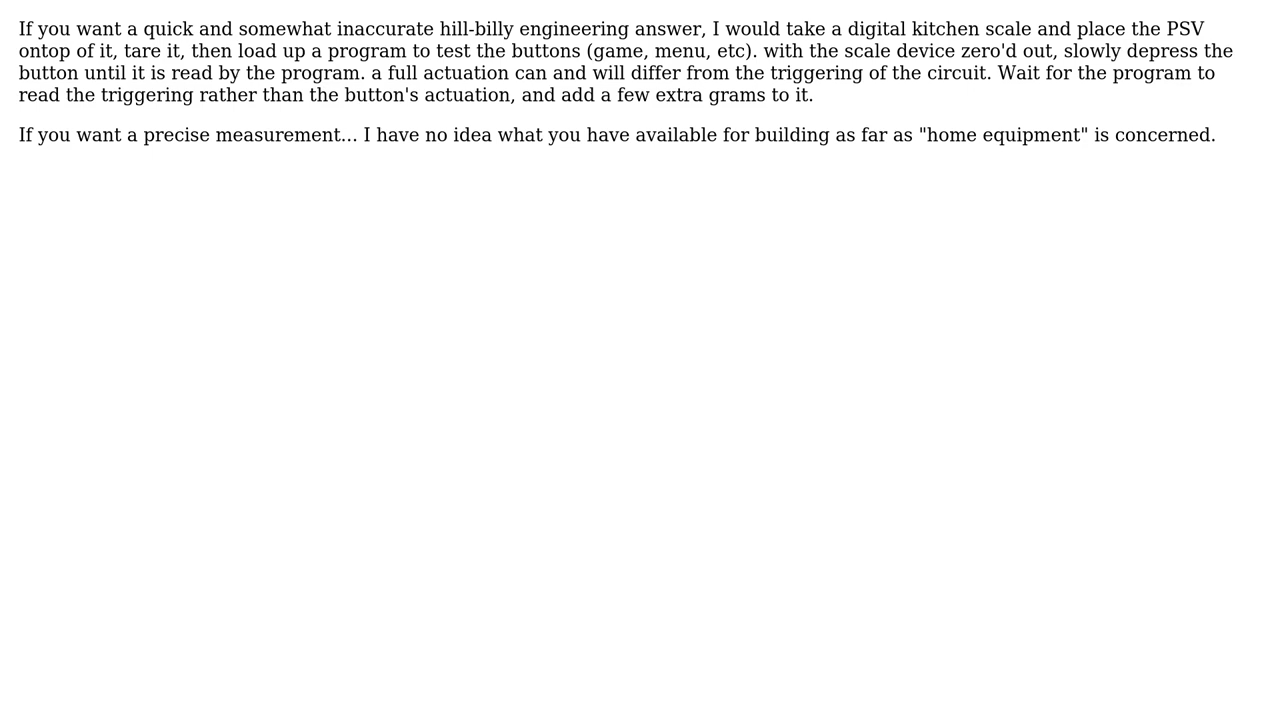 If you want a quick and somewhat inaccurate hill-billy engineering answer, I would take a digital kitchen scale and place the PSV
ontop of it, tare it, then load up a program to test the buttons (game, menu, etc). with the scale device zero'd out, slowly depress the
button until it is read by the program. a full actuation can and will differ from the triggering of the circuit. Wait for the program to
read the triggering rather than the button's actuation, and add a few extra grams to it.
If you want a precise measurement... I have no idea what you have available for building as far as "home equipment" is concerned.